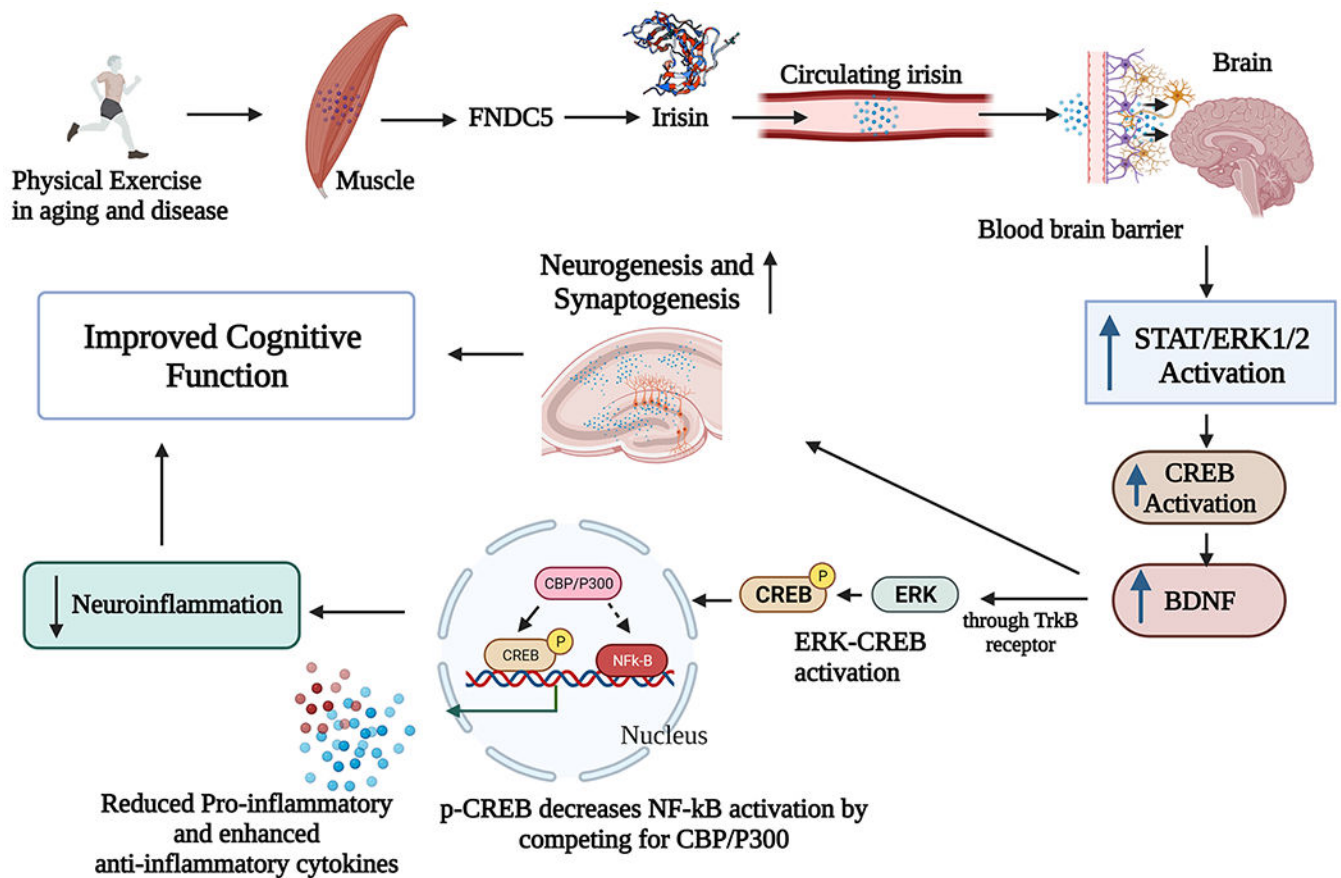 Physical Exercise
in aging and disease
Muscle
FNDC5
Irisin
Circulating irisin
Brain
Blood brain barrier
STAT/ERK1/2
Activation
CREB
Activation
BDNF
Neurogenesis and
Synaptogenesis
Improved Cognitive
Function
through TrkB
receptor
ERK
P
CREB
ERK-CREB
activation
CBP/P300
P
CREB
NFk-B
Nucleus
p-CREB decreases NF-kB activation by
competing for CBP/P300
Neuroinflammation
Reduced Pro-inflammatory
and enhanced
anti-inflammatory cytokines